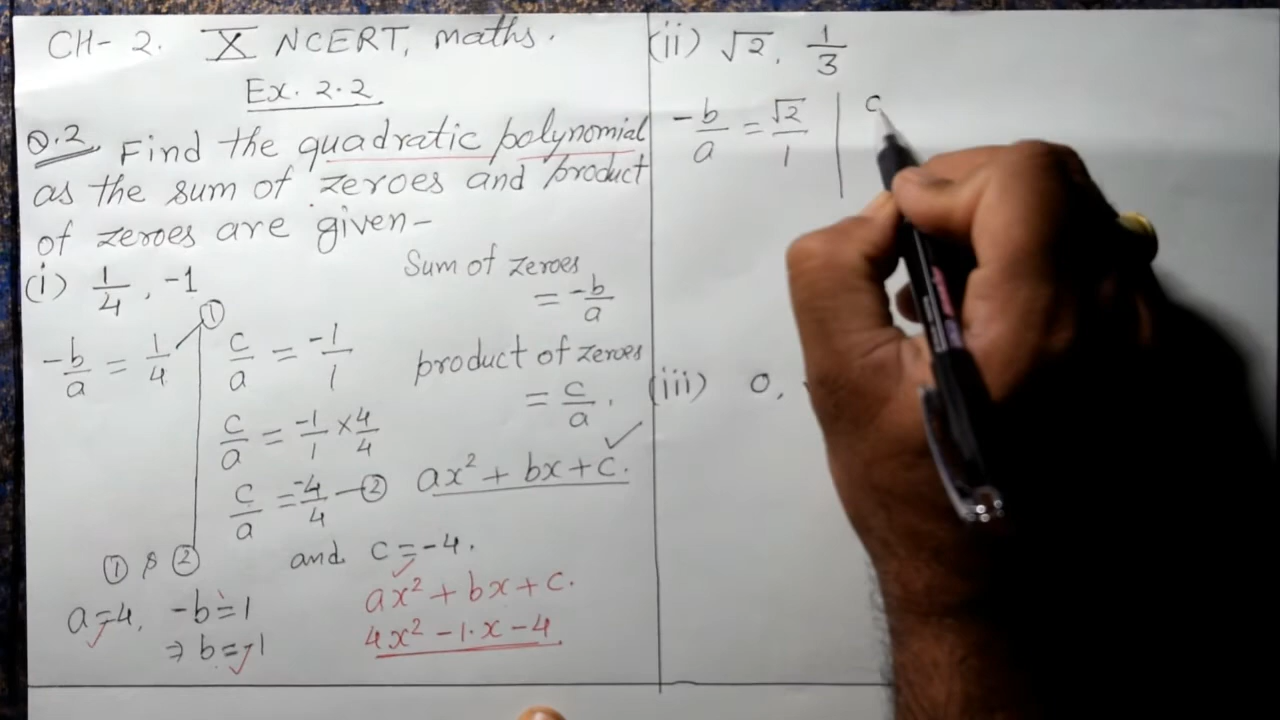 CH- 2. X NCERT, maths.
Ex. 2.2
Q.2 Find the quadratic polynomial
as the sum of zeroes and product
of zeroes are given-
(i) 1/4, -1
Sum of zeroes
= -b/a
-b/a = 1/4 ①
c/a = -1/1
product of zeroes
= c/a.
c/a = -1/1 × 4/4
c/a = -4/4 — ②
ax² + bx + c.
① & ②
and c = -4.
a = 4, -b = 1
⇒ b = -1
ax² + bx + c.
4x² - 1·x - 4
(ii) √2, 1/3
-b/a = √2/1
c
(iii) 0,